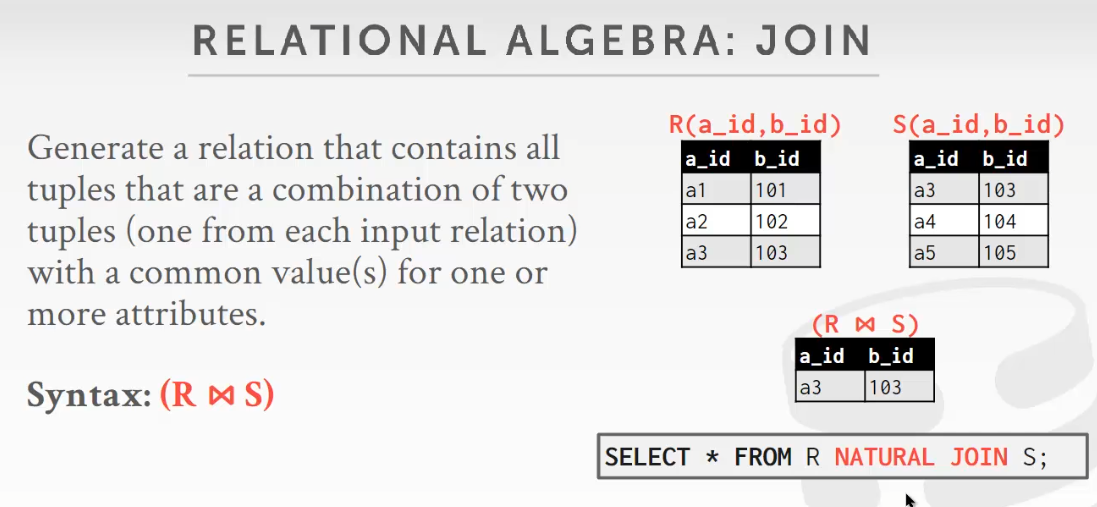 RELATIONAL ALGEBRA: JOIN
Generate a relation that contains all
tuples that are a combination of two
tuples (one from each input relation)
with a common value(s) for one or
more attributes.
Syntax: (R ⋈ S)
R(a_id,b_id)
a_id b_id
a1 101
a2 102
a3 103
S(a_id,b_id)
a_id b_id
a3 103
a4 104
a5 105
(R ⋈ S)
a_id b_id
a3 103
SELECT * FROM R NATURAL JOIN S;